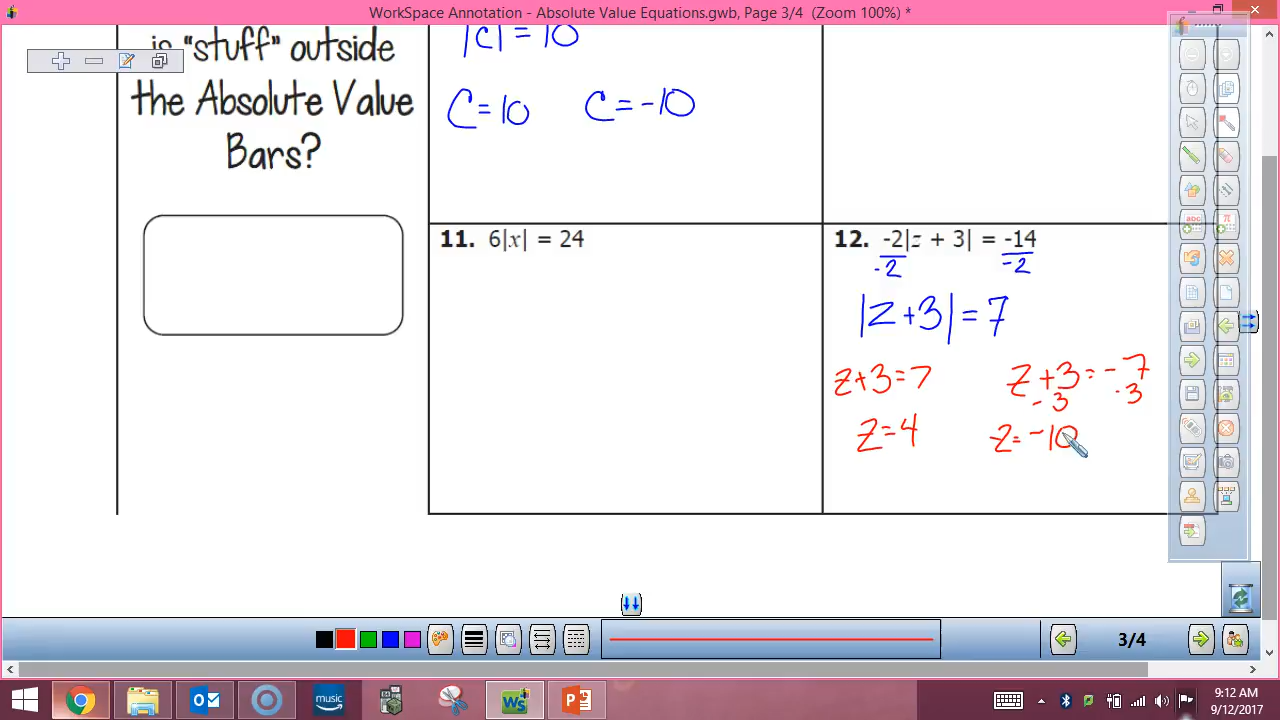 WorkSpace Annotation - Absolute Value Equations.gwb, Page 3/4 (Zoom 100%) *
is "stuff" outside
the Absolute Value
Bars?
|c| = 10
C = 10 C = -10
11. 6|x| = 24
12. -2|z + 3| = -14
-2 -2
|z+3| = 7
z+3=7 z+3=-7
-3 -3
z=4 z=-10
3/4
music
WS
9:12 AM
9/12/2017